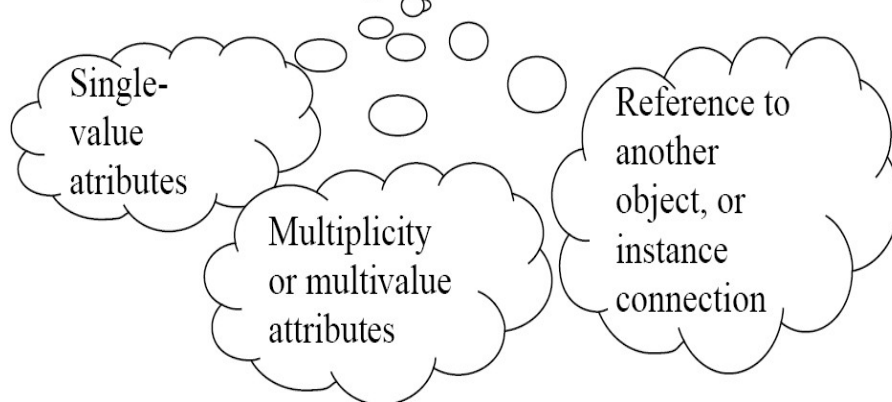 Single-
value
atributes
Multiplicity
or multivalue
attributes
Reference to
another
object, or
instance
connection